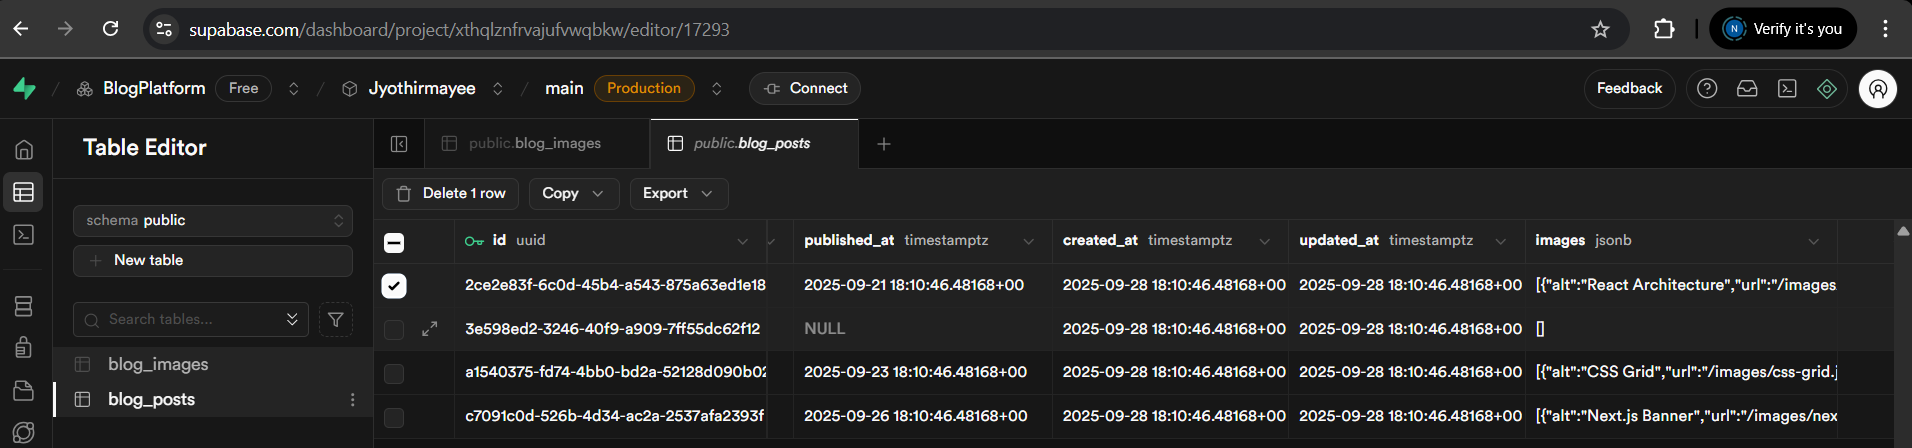 supabase.com/dashboard/project/xthqlznfrvajufvwqbkw/editor/17293
N Verify it's you
BlogPlatform Free
Jyothirmayee
main Production
Connect
Feedback
Table Editor
public.blog_images
public.blog_posts
schema public
New table
Search tables...
blog_images
blog_posts
Delete 1 row
Copy
Export
id uuid published_at timestamptz created_at timestamptz updated_at timestamptz images jsonb
2ce2e83f-6c0d-45b4-a543-875a63ed1e18 2025-09-21 18:10:46.48168+00 2025-09-28 18:10:46.48168+00 2025-09-28 18:10:46.48168+00 [{"alt":"React Architecture","url":"/images
3e598ed2-3246-40f9-a909-7ff55dc62f12 NULL 2025-09-28 18:10:46.48168+00 2025-09-28 18:10:46.48168+00 []
a1540375-fd74-4bb0-bd2a-52128d090b02 2025-09-23 18:10:46.48168+00 2025-09-28 18:10:46.48168+00 2025-09-28 18:10:46.48168+00 [{"alt":"CSS Grid","url":"/images/css-grid.j
c7091c0d-526b-4d34-ac2a-2537afa2393f 2025-09-26 18:10:46.48168+00 2025-09-28 18:10:46.48168+00 2025-09-28 18:10:46.48168+00 [{"alt":"Next.js Banner","url":"/images/nex